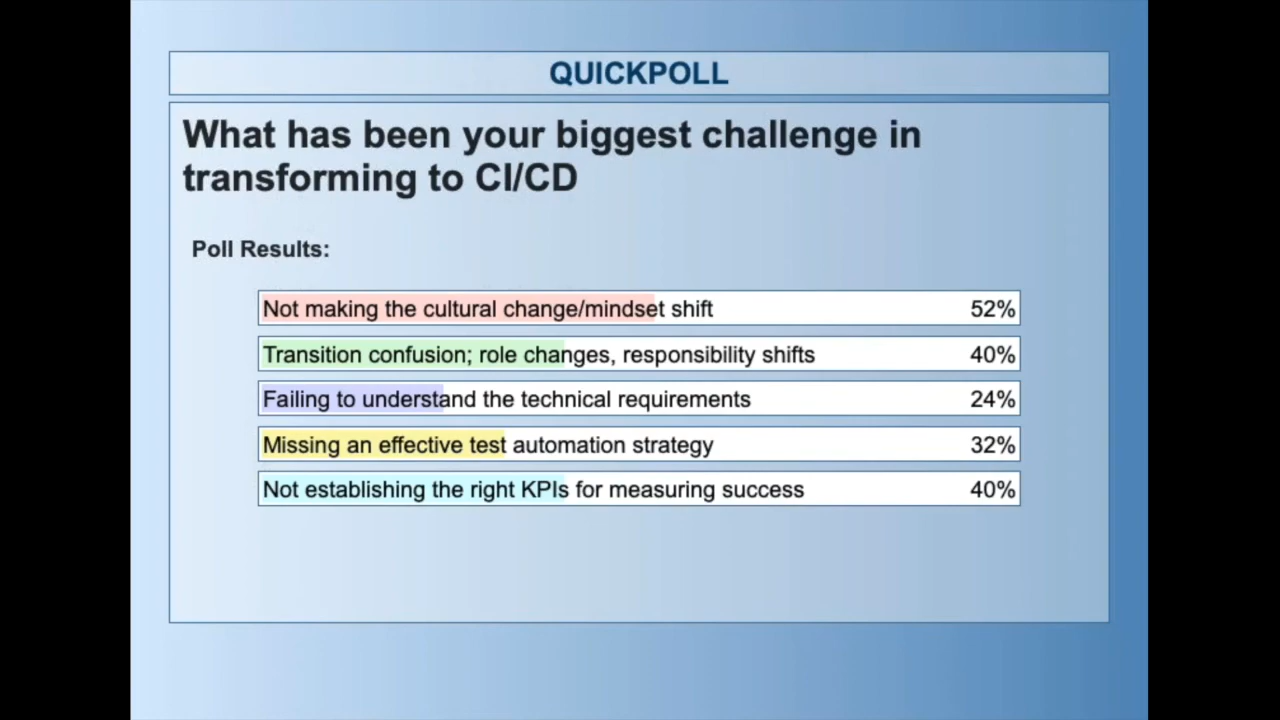 QUICKPOLL
What has been your biggest challenge in
transforming to CI/CD
Poll Results:
Not making the cultural change/mindset shift 52%
Transition confusion; role changes, responsibility shifts 40%
Failing to understand the technical requirements 24%
Missing an effective test automation strategy 32%
Not establishing the right KPIs for measuring success 40%